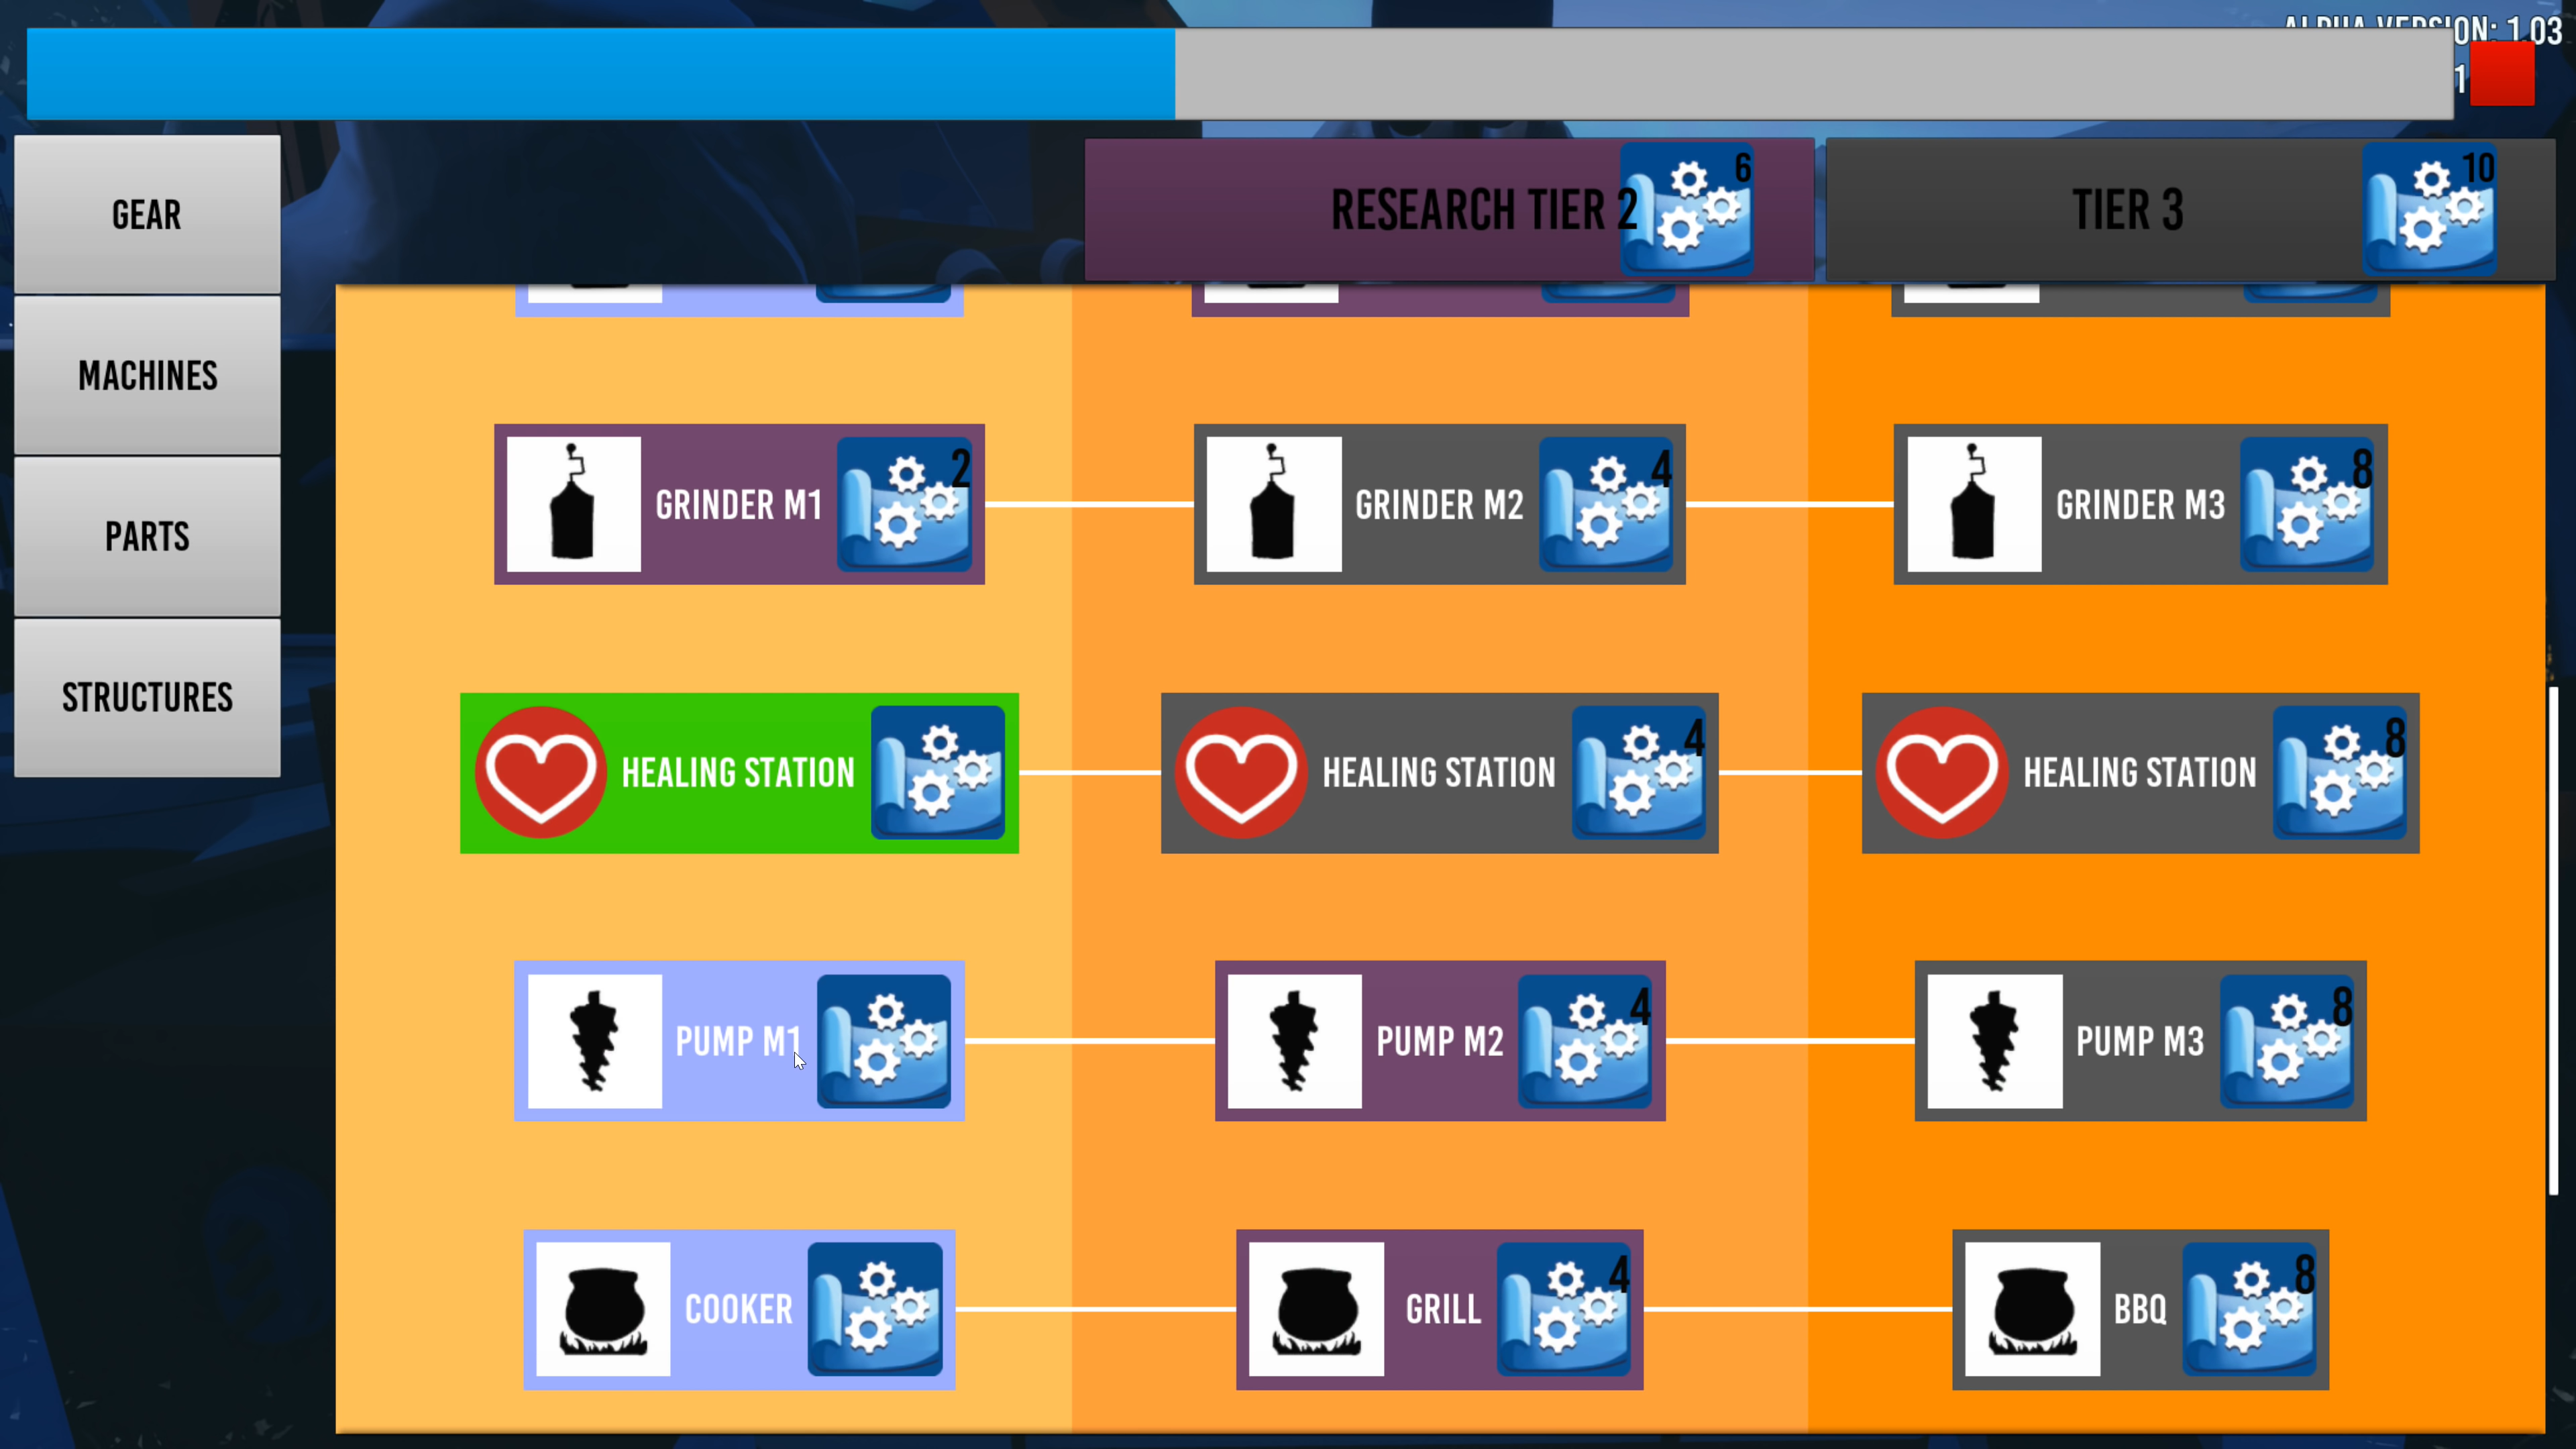 ALPHA VERSION: 1.03
1
GEAR
MACHINES
PARTS
STRUCTURES
RESEARCH TIER 2 6
TIER 3 10
GRINDER M1 2
GRINDER M2 4
GRINDER M3 8
HEALING STATION
HEALING STATION 4
HEALING STATION 8
PUMP M1
PUMP M2 4
PUMP M3 8
COOKER
GRILL 4
BBQ 8